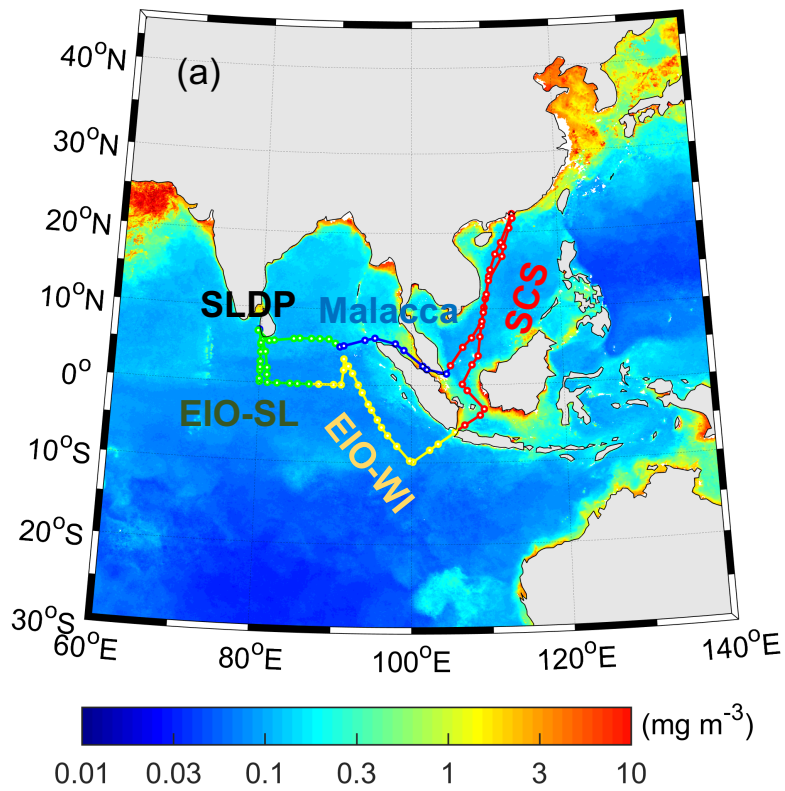 (a)
40°N
30°N
20°N
10°N
0°
10°S
20°S
30°S
SLDP
Malacca
SCS
EIO-SL
EIO-WI
60°E
80°E
100°E
120°E
140°E
(mg m⁻³)
0.01
0.03
0.1
0.3
1
3
10